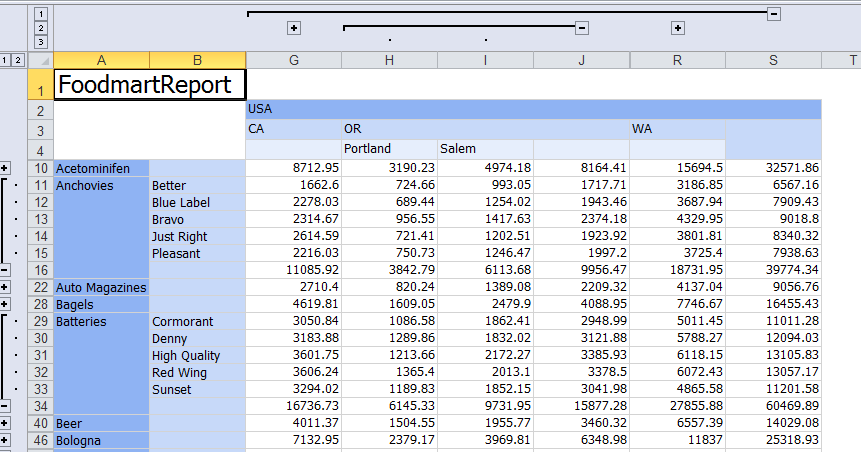 1
2
3
1 2 A B G H I J R S T
1 FoodmartReport
2 USA
3 CA OR WA
4 Portland Salem
10 Acetominifen 8712.95 3190.23 4974.18 8164.41 15694.5 32571.86
11 Anchovies Better 1662.6 724.66 993.05 1717.71 3186.85 6567.16
12 Blue Label 2278.03 689.44 1254.02 1943.46 3687.94 7909.43
13 Bravo 2314.67 956.55 1417.63 2374.18 4329.95 9018.8
14 Just Right 2614.59 721.41 1202.51 1923.92 3801.81 8340.32
15 Pleasant 2216.03 750.73 1246.47 1997.2 3725.4 7938.63
16 11085.92 3842.79 6113.68 9956.47 18731.95 39774.34
22 Auto Magazines 2710.4 820.24 1389.08 2209.32 4137.04 9056.76
28 Bagels 4619.81 1609.05 2479.9 4088.95 7746.67 16455.43
29 Batteries Cormorant 3050.84 1086.58 1862.41 2948.99 5011.45 11011.28
30 Denny 3183.88 1289.86 1832.02 3121.88 5788.27 12094.03
31 High Quality 3601.75 1213.66 2172.27 3385.93 6118.15 13105.83
32 Red Wing 3606.24 1365.4 2013.1 3378.5 6072.43 13057.17
33 Sunset 3294.02 1189.83 1852.15 3041.98 4865.58 11201.58
34 16736.73 6145.33 9731.95 15877.28 27855.88 60469.89
40 Beer 4011.37 1504.55 1955.77 3460.32 6557.39 14029.08
46 Bologna 7132.95 2379.17 3969.81 6348.98 11837 25318.93